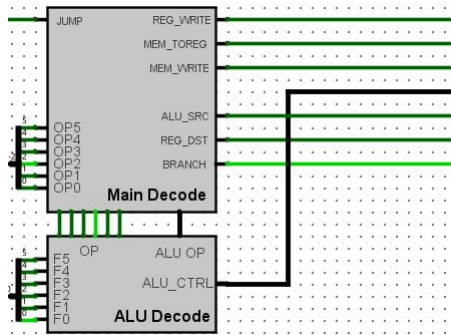 JUMP REG_WRITE
MEM_TOREG
MEM_WRITE
ALU_SRC
OP5
OP4 REG_DST
OP3
OP2 BRANCH
OP1
OP0
Main Decode
OP ALU OP
F5
F4
F3 ALU_CTRL
F2
F1
F0 ALU Decode